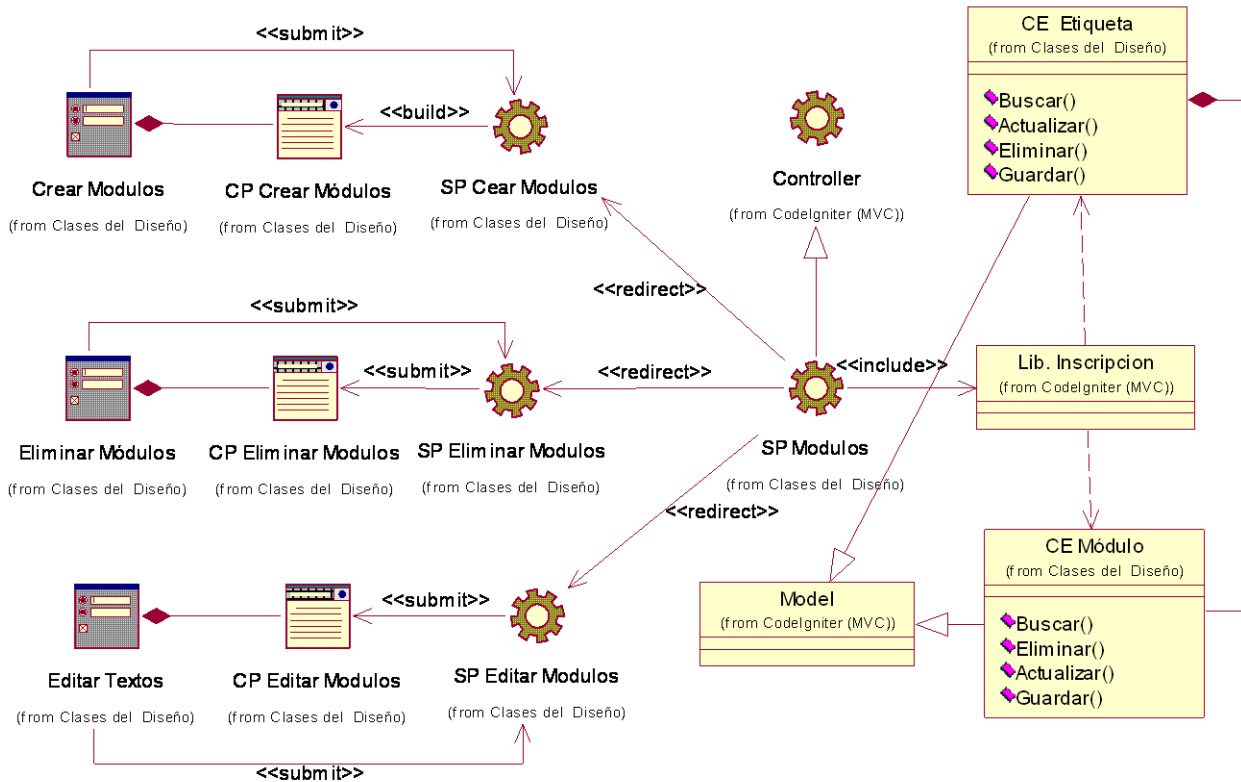 <<submit>>
CE Etiqueta
(from Clases del Diseño)
Buscar()
Actualizar()
Eliminar()
Guardar()
<<build>>
Crear Modulos
(from Clases del Diseño)
CP Crear Módulos
(from Clases del Diseño)
SP Cear Modulos
(from Clases del Diseño)
Controller
(from CodeIgniter (MVC))
<<redirect>>
<<submit>>
<<submit>>
<<redirect>>
<<include>>
Lib. Inscripcion
(from CodeIgniter (MVC))
Eliminar Módulos
(from Clases del Diseño)
CP Eliminar Modulos
(from Clases del Diseño)
SP Eliminar Modulos
(from Clases del Diseño)
SP Modulos
(from Clases del Diseño)
<<redirect>>
CE Módulo
(from Clases del Diseño)
Buscar()
Eliminar()
Actualizar()
Guardar()
Model
(from CodeIgniter (MVC))
<<submit>>
Editar Textos
(from Clases del Diseño)
CP Editar Modulos
(from Clases del Diseño)
SP Editar Modulos
(from Clases del Diseño)
<<submit>>